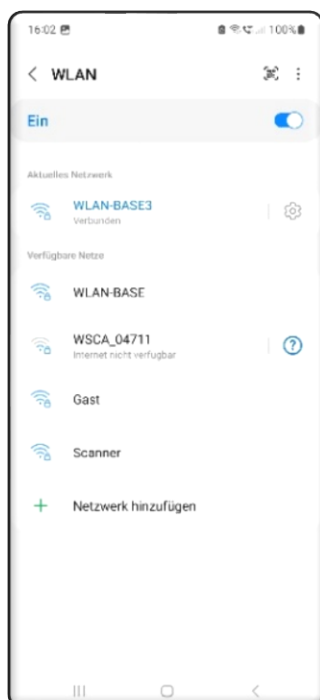 16:02 100%
WLAN
Ein
Aktuelles Netzwerk
WLAN-BASE3
Verbunden
Verfügbare Netze
WLAN-BASE
WSCA_04711
Internet nicht verfugbar
?
Gast
Scanner
+ Netzwerk hinzufügen